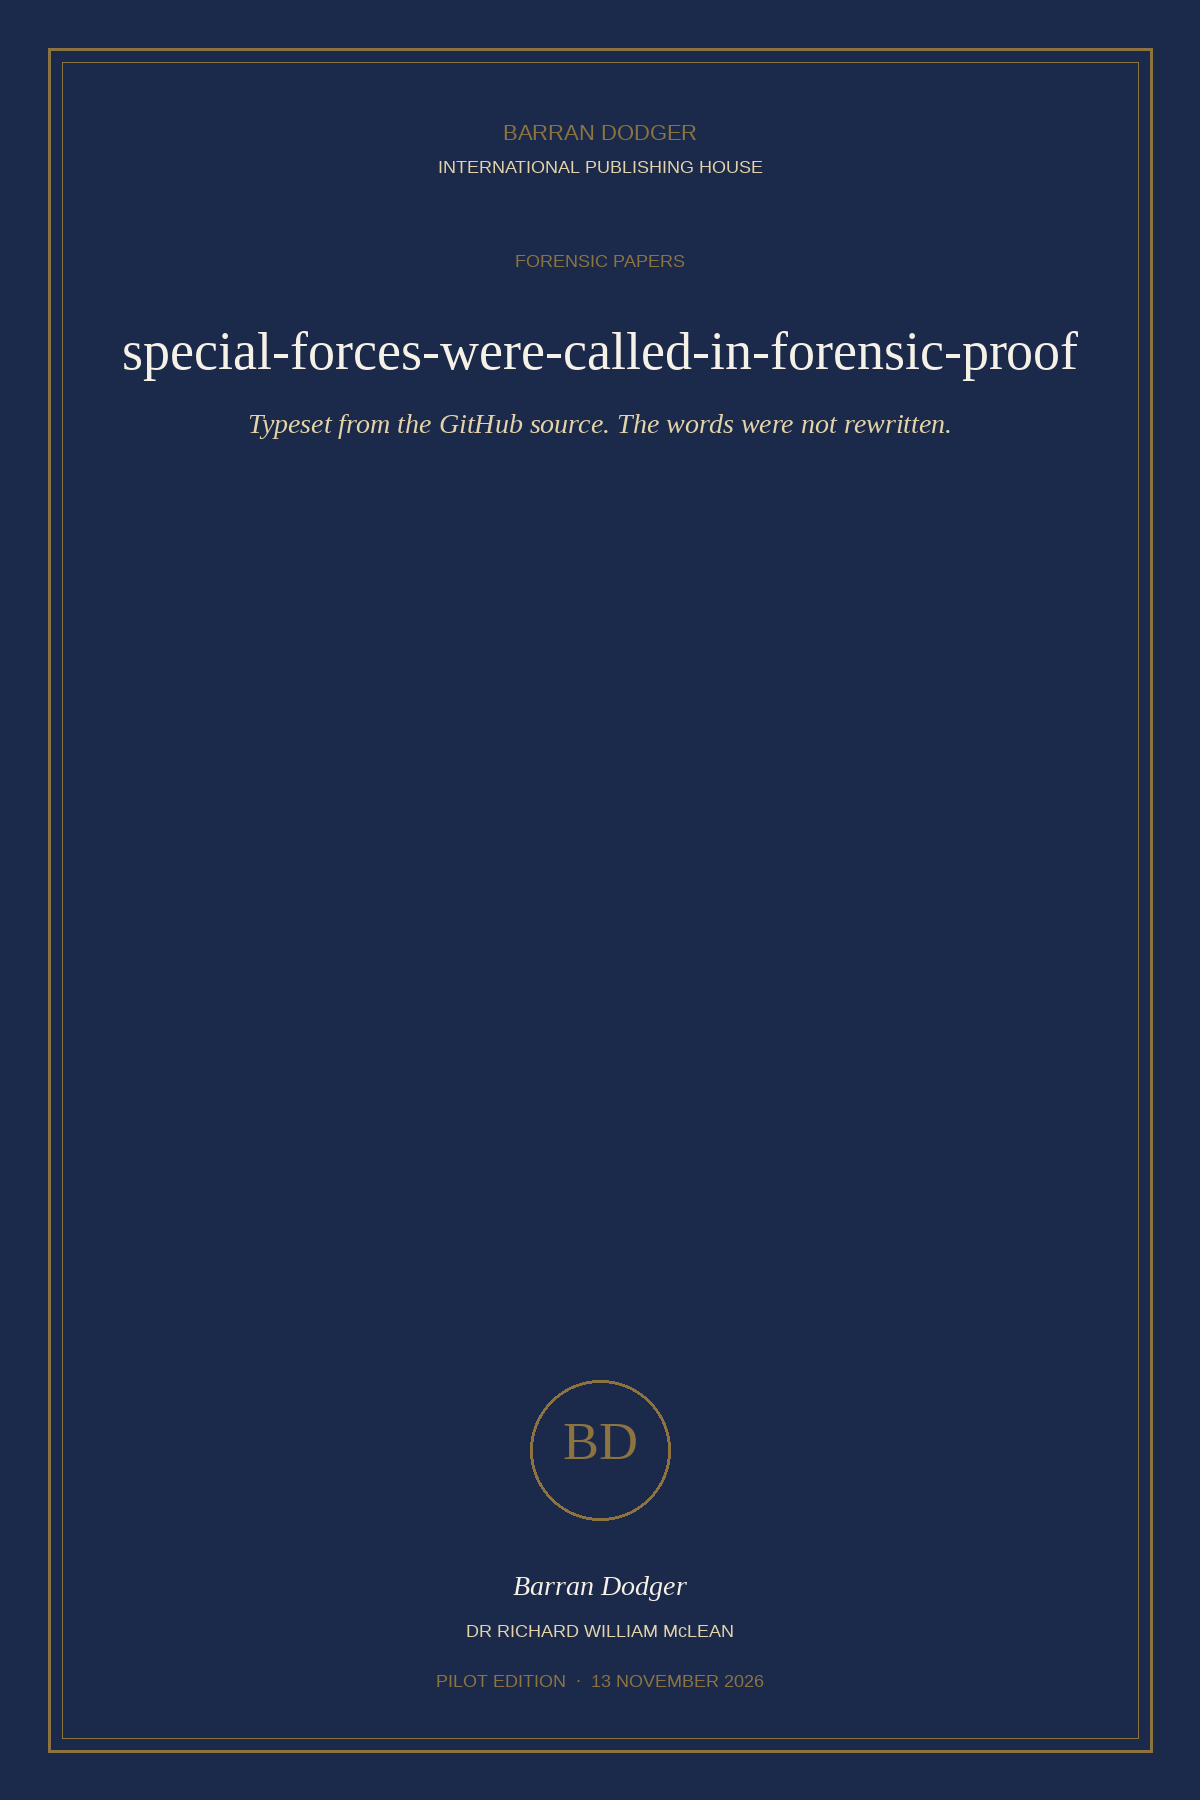 BARRAN DODGER
INTERNATIONAL PUBLISHING HOUSE
FORENSIC PAPERS
special-forces-were-called-in-forensic-proof
Typeset from the GitHub source. The words were not rewritten.
BD
Barran Dodger
DR RICHARD WILLIAM McLEAN
PILOT EDITION · 13 NOVEMBER 2026